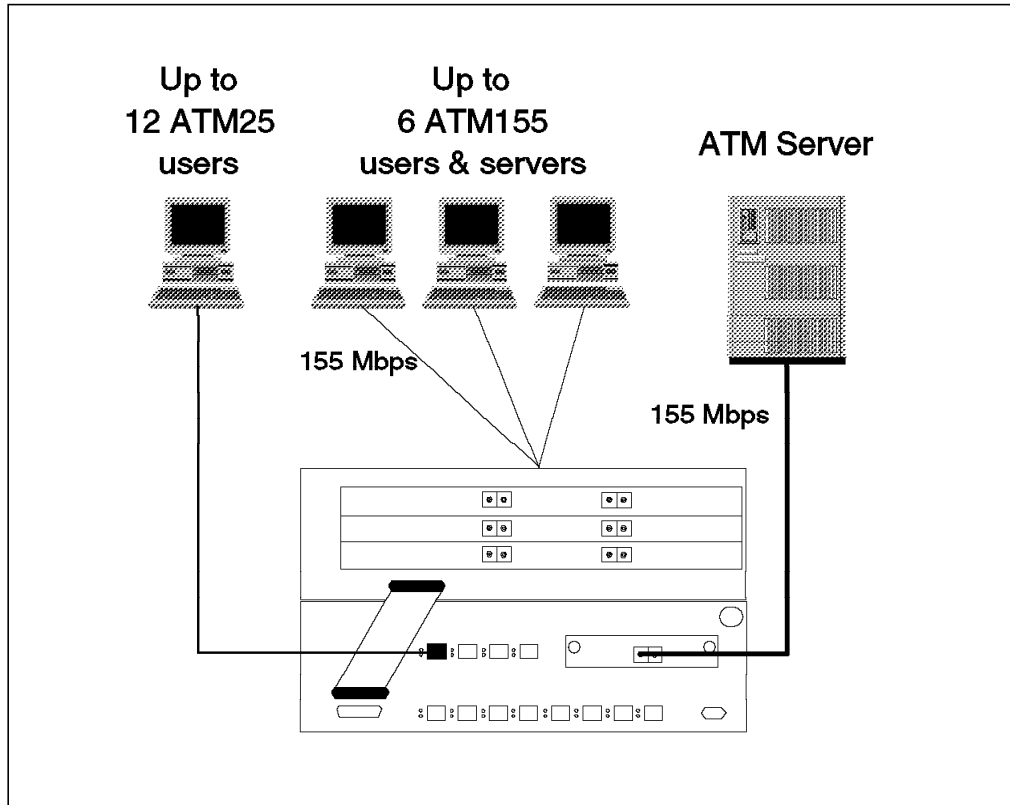 Up to
12 ATM25
users
Up to
6 ATM155
users & servers
ATM Server
155 Mbps
155 Mbps